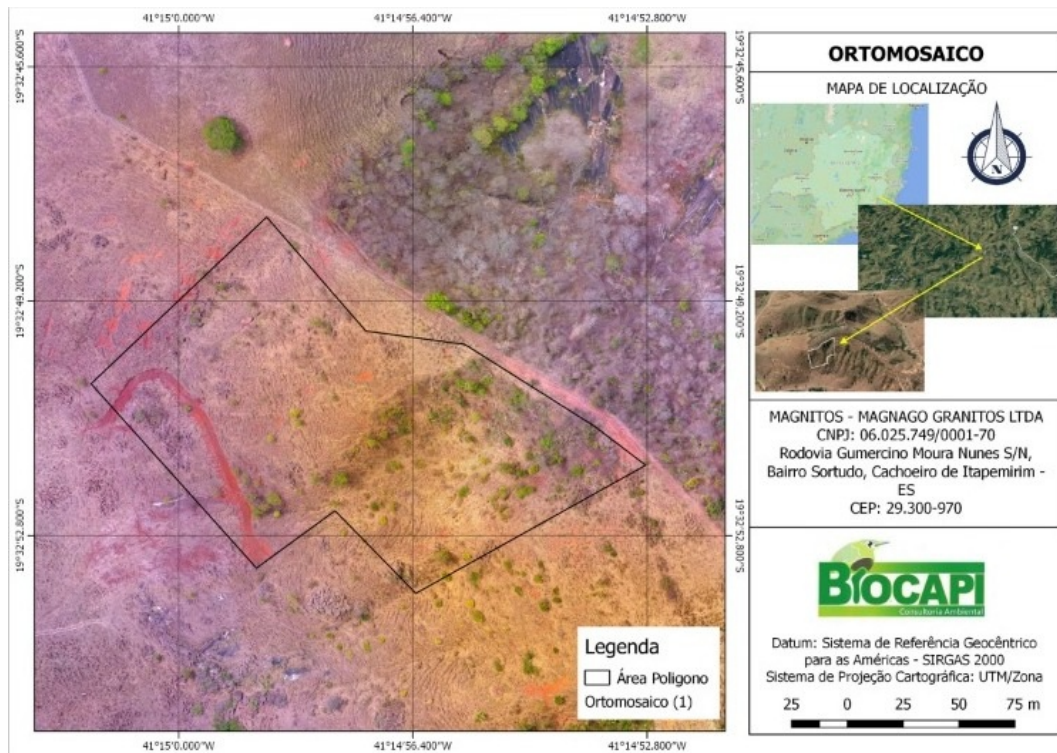 41°15'0.000"W
41°14'56.400"W
41°14'52.800"W
19°32'45.600"S
19°32'45.600"S
19°32'49.200"S
19°32'49.200"S
19°32'52.800"S
19°32'52.800"S
41°15'0.000"W
41°14'56.400"W
41°14'52.800"W
Legenda
Área Poligono
Ortomosaico (1)
ORTOMOSAICO
MAPA DE LOCALIZAÇÃO
N
MAGNITOS - MAGNAGO GRANITOS LTDA
CNPJ: 06.025.749/0001-70
Rodovia Gumercino Moura Nunes S/N,
Bairro Sortudo, Cachoeiro de Itapemirim -
ES
CEP: 29.300-970
BIOCAPI
Consultoria Ambiental
Datum: Sistema de Referência Geocêntrico
para as Américas - SIRGAS 2000
Sistema de Projeção Cartográfica: UTM/Zona
25 0 25 50 75 m